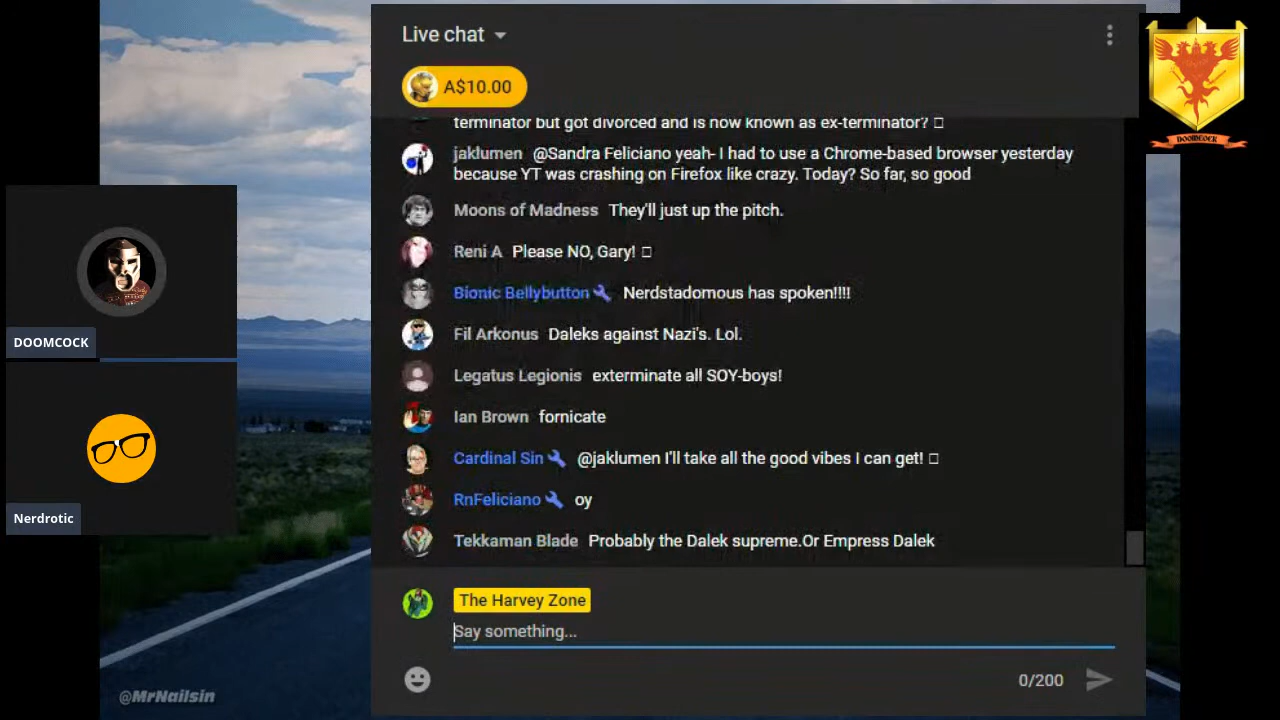 Live chat
A$10.00
terminator but got divorced and is now known as ex-terminator?
jaklumen @Sandra Feliciano yeah- I had to use a Chrome-based browser yesterday
because YT was crashing on Firefox like crazy. Today? So far, so good
Moons of Madness They'll just up the pitch.
Reni A Please NO, Gary!
Bionic Bellybutton Nerdstadomous has spoken!!!!
Fil Arkonus Daleks against Nazi's. Lol.
Legatus Legionis exterminate all SOY-boys!
Ian Brown fornicate
Cardinal Sin @jaklumen I'll take all the good vibes I can get!
RnFeliciano oy
Tekkaman Blade Probably the Dalek supreme.Or Empress Dalek
The Harvey Zone
Say something...
0/200
DOOMCOCK
Nerdrotic
DOOMCOCK
@MrNailsin